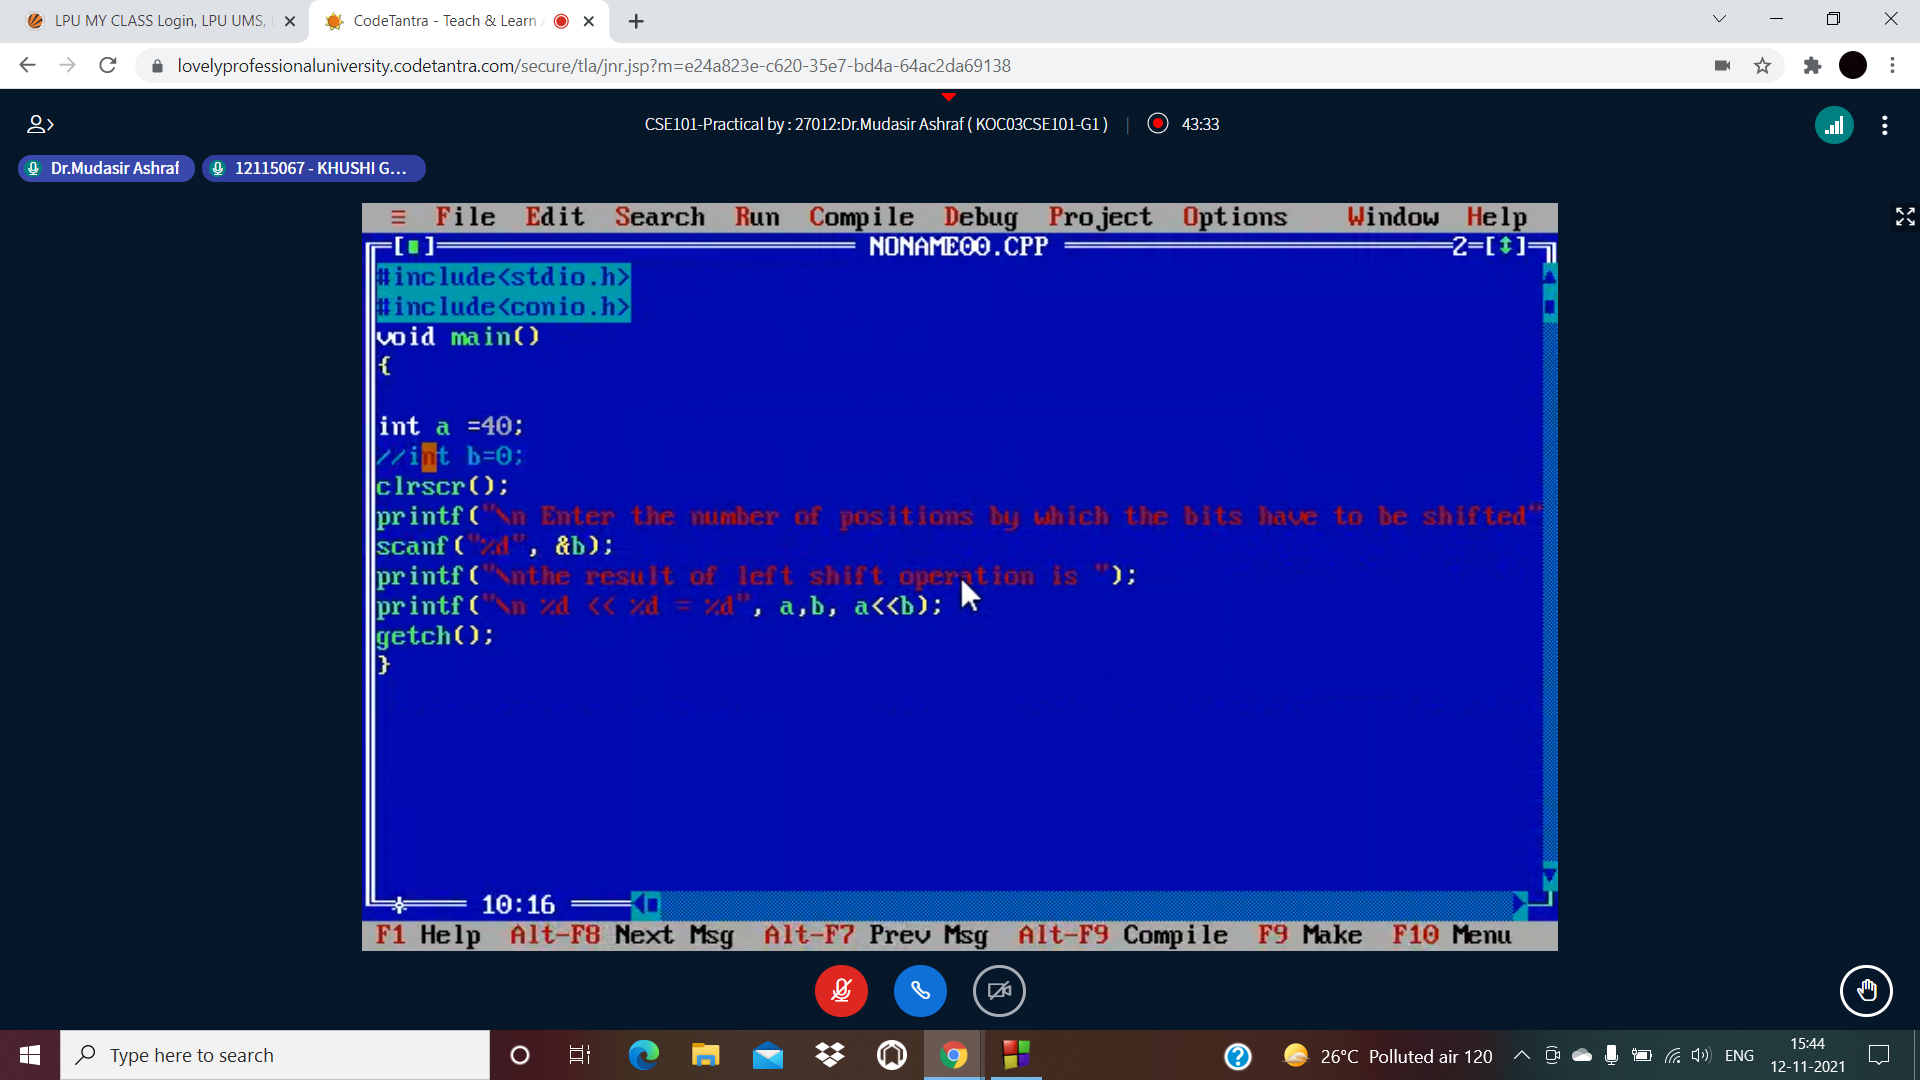 LPU MY CLASS Login, LPU UMS,
CodeTantra - Teach & Learn
lovelyprofessionaluniversity.codetantra.com/secure/tla/jnr.jsp?m=e24a823e-c620-35e7-bd4a-64ac2da69138
CSE101-Practical by : 27012:Dr.Mudasir Ashraf ( KOC03CSE101-G1 ) | 43:33
Dr.Mudasir Ashraf 12115067 - KHUSHI G...
≡ File Edit Search Run Compile Debug Project Options Window Help
NONAME00.CPP 2
#include<stdio.h>
#include<conio.h>
void main()
{
int a =40;
//int b=0;
clrscr();
printf("\n Enter the number of positions by which the bits have to be shifted"
scanf("%d", &b);
printf("\nthe result of left shift operation is ");
printf("\n %d << %d = %d", a,b, a<<b);
getch();
}
10:16
F1 Help Alt-F8 Next Msg Alt-F7 Prev Msg Alt-F9 Compile F9 Make F10 Menu
Type here to search
26°C Polluted air 120
ENG
15:44
12-11-2021